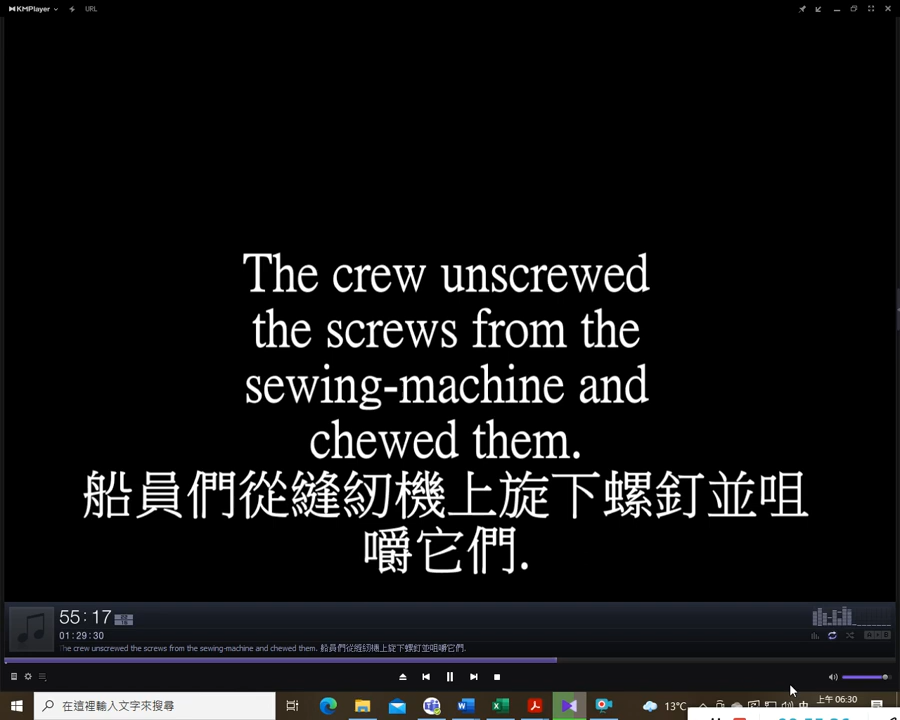 KMPlayer URL
The crew unscrewed
the screws from the
sewing-machine and
chewed them.
船員們從縫紉機上旋下螺釘並咀
嚼它們.
55:17
01:29:30
The crew unscrewed the screws from the sewing-machine and chewed them. 船員們從縫紉機上旋下螺釘並咀嚼它們.
在這裡輸入文字來搜尋
13°C
中
上午 06:30